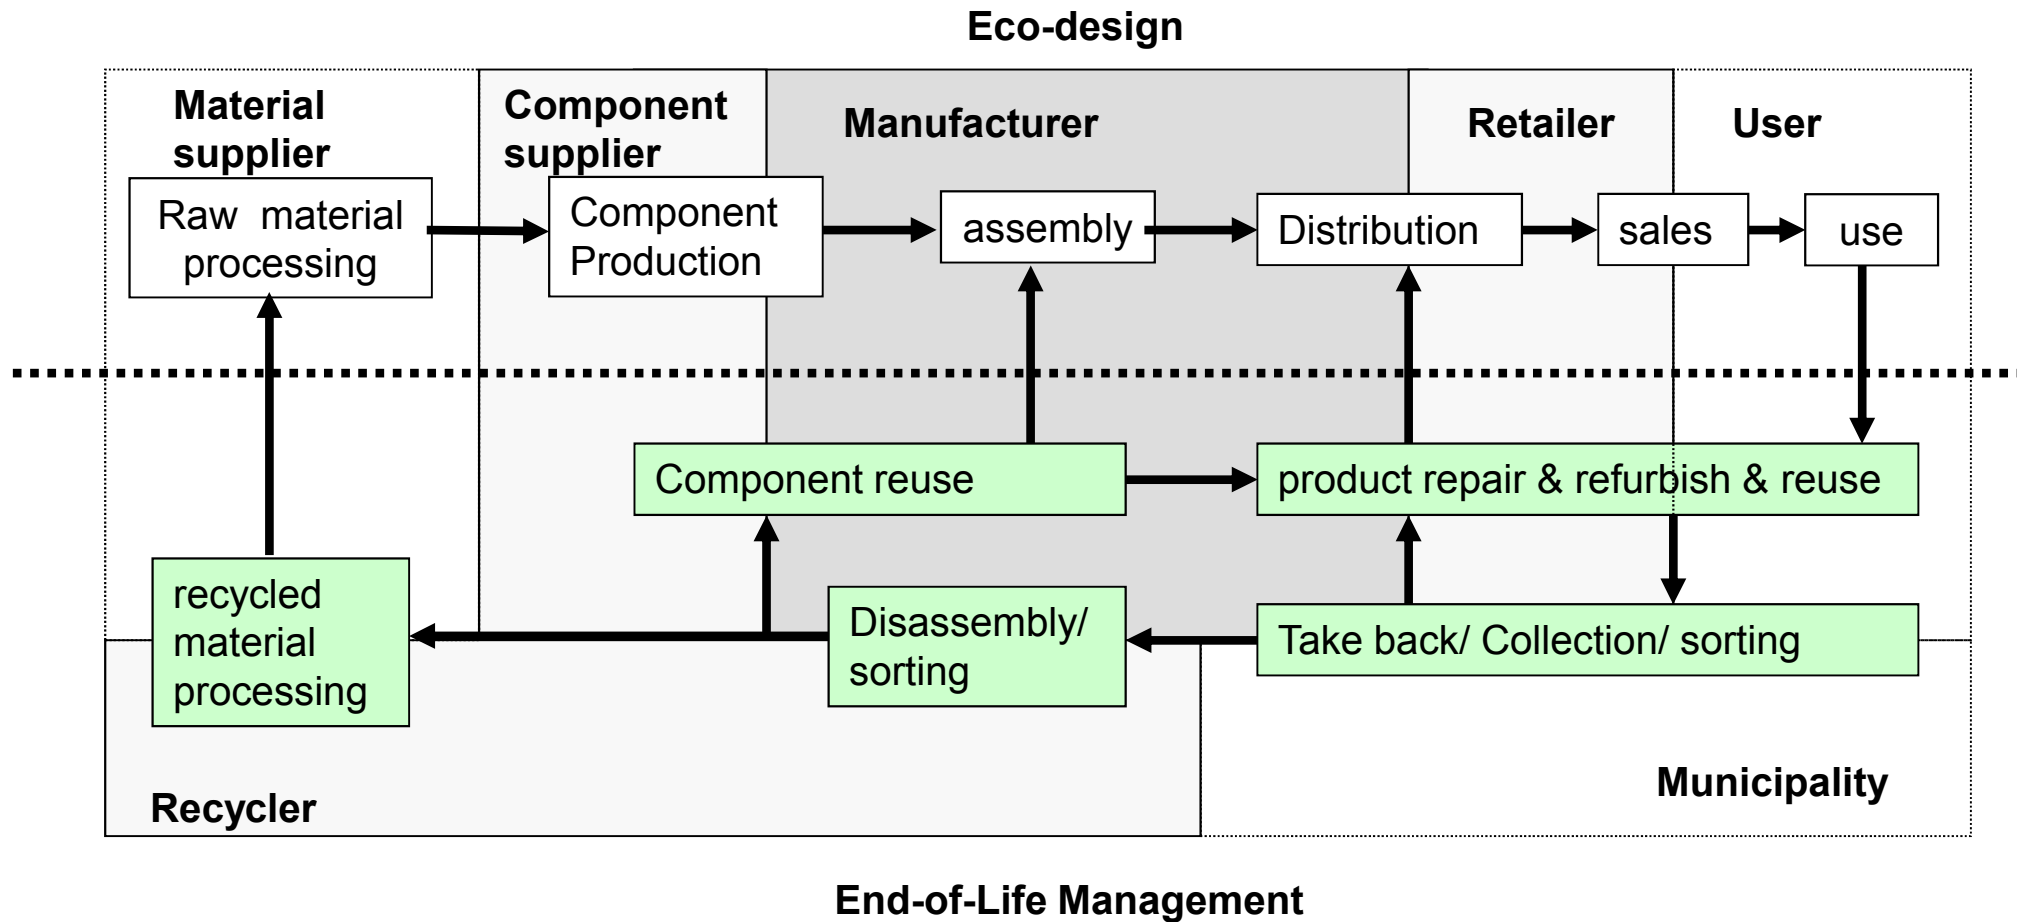 Eco-design
Material
supplier
Component
supplier
Manufacturer
Retailer
User
Raw material
processing
Component
Production
assembly
Distribution
sales
use
Component reuse
product repair & refurbish & reuse
recycled
material
processing
Disassembly/
sorting
Take back/ Collection/ sorting
Recycler
Municipality
End-of-Life Management